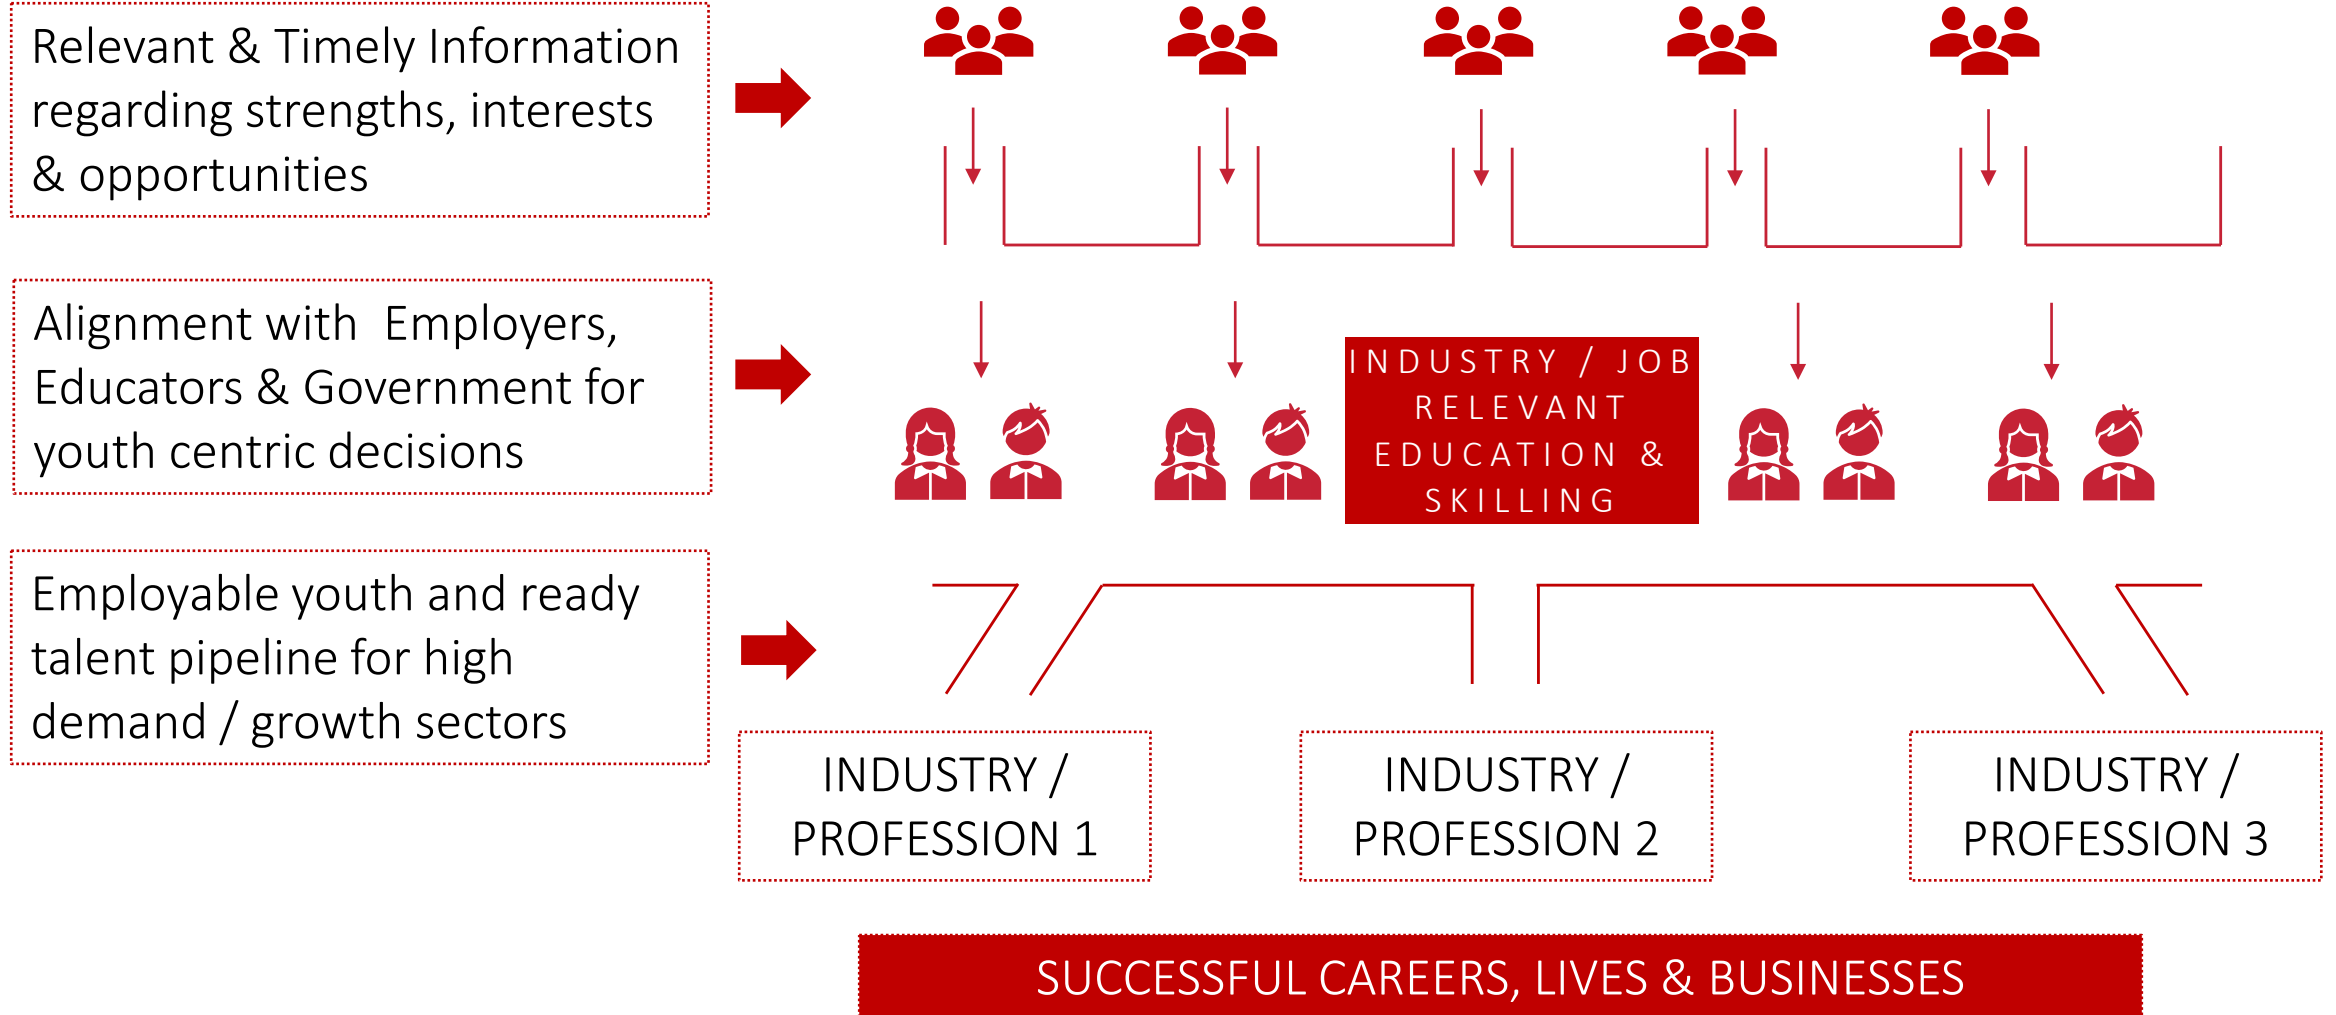 Relevant & Timely Information
regarding strengths, interests
& opportunities
Alignment with  Employers,
Educators & Government for
youth centric decisions
INDUSTRY / JOB
RELEVANT
EDUCATION &
SKILLING
Employable youth and ready
talent pipeline for high
demand / growth sectors
INDUSTRY /
PROFESSION 1
INDUSTRY /
PROFESSION 2
INDUSTRY /
PROFESSION 3
SUCCESSFUL CAREERS, LIVES & BUSINESSES